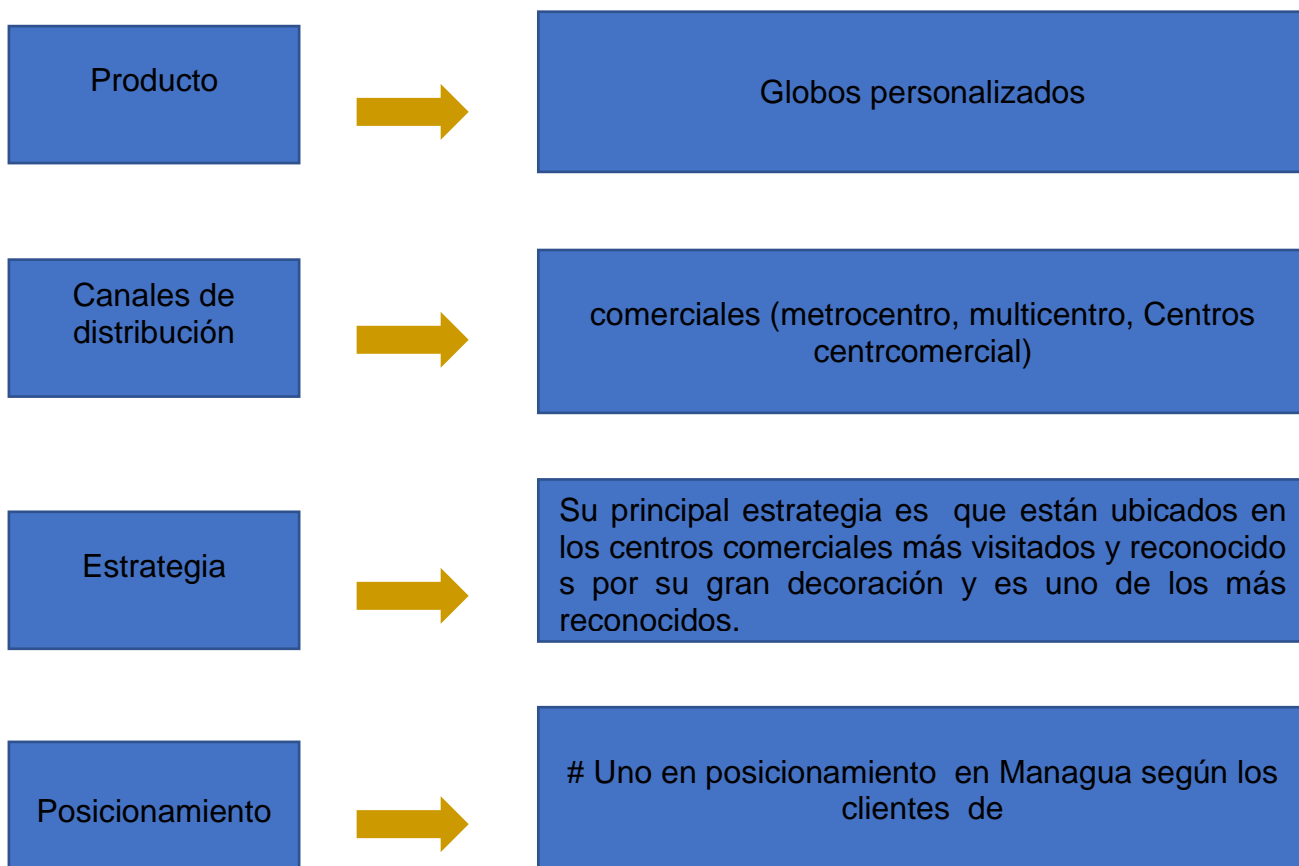 Producto
Globos personalizados
Canales de
distribución
comerciales (metrocentro, multicentro, Centros
centrcomercial)
Estrategia
Su principal estrategia es que están ubicados en
los centros comerciales más visitados y reconocido
s por su gran decoración y es uno de los más
reconocidos.
Posicionamiento
# Uno en posicionamiento en Managua según los
clientes de